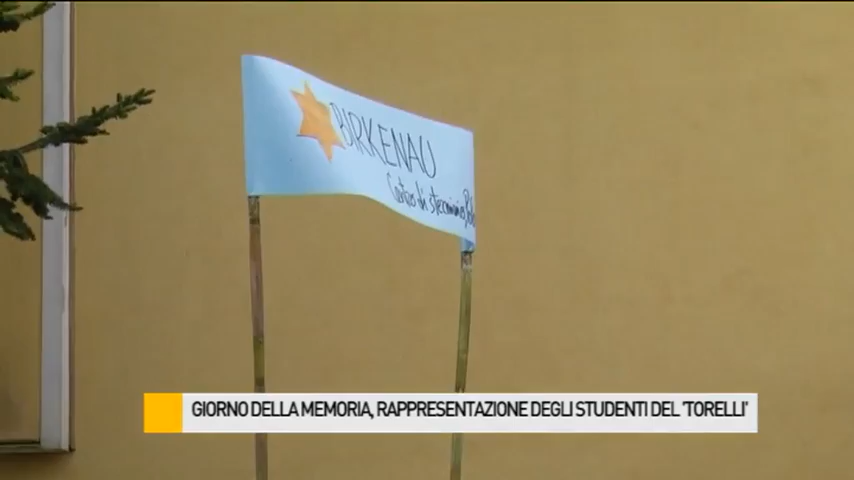 BIRKENAU
Centro di sterminio,
GIORNO DELLA MEMORIA, RAPPRESENTAZIONE DEGLI STUDENTI DEL 'TORELLI'